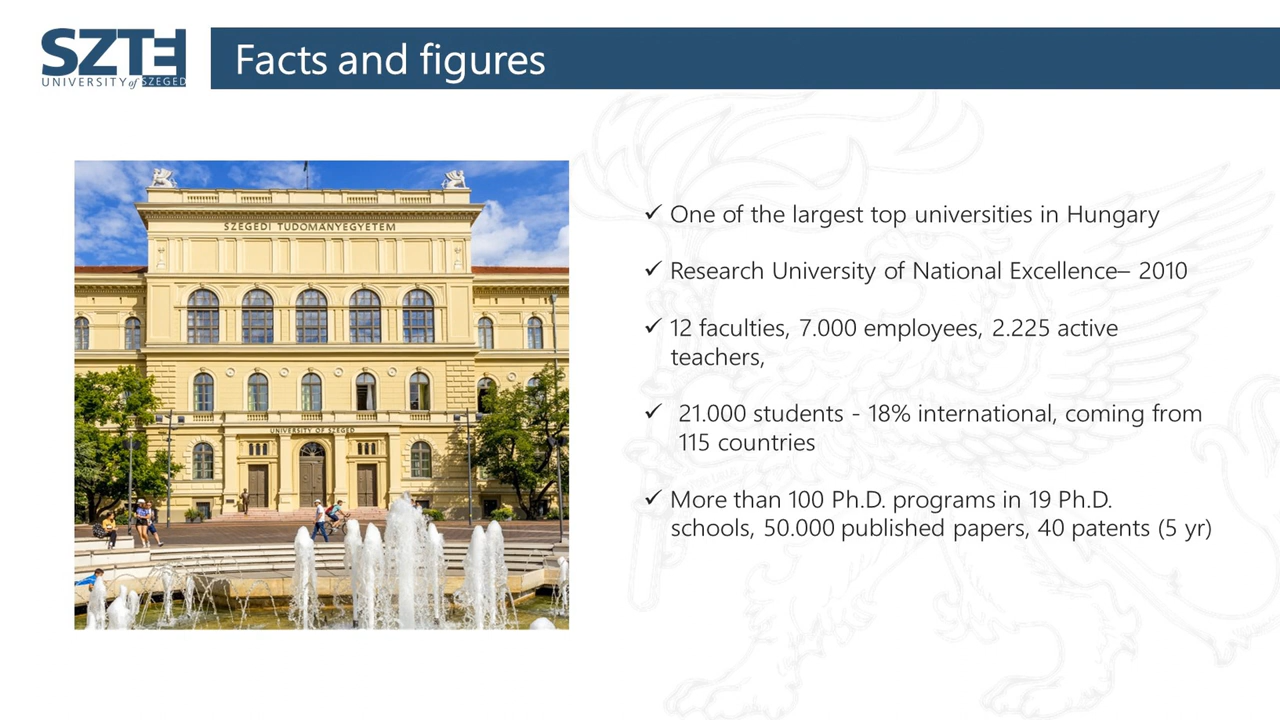 SZTE
UNIVERSITY of SZEGED
Facts and figures
SZEGEDI TUDOMÁNYEGYETEM
UNIVERSITY OF SZEGED
✓ One of the largest top universities in Hungary
✓ Research University of National Excellence– 2010
✓ 12 faculties, 7.000 employees, 2.225 active
teachers,
✓ 21.000 students - 18% international, coming from
115 countries
✓ More than 100 Ph.D. programs in 19 Ph.D.
schools, 50.000 published papers, 40 patents (5 yr)